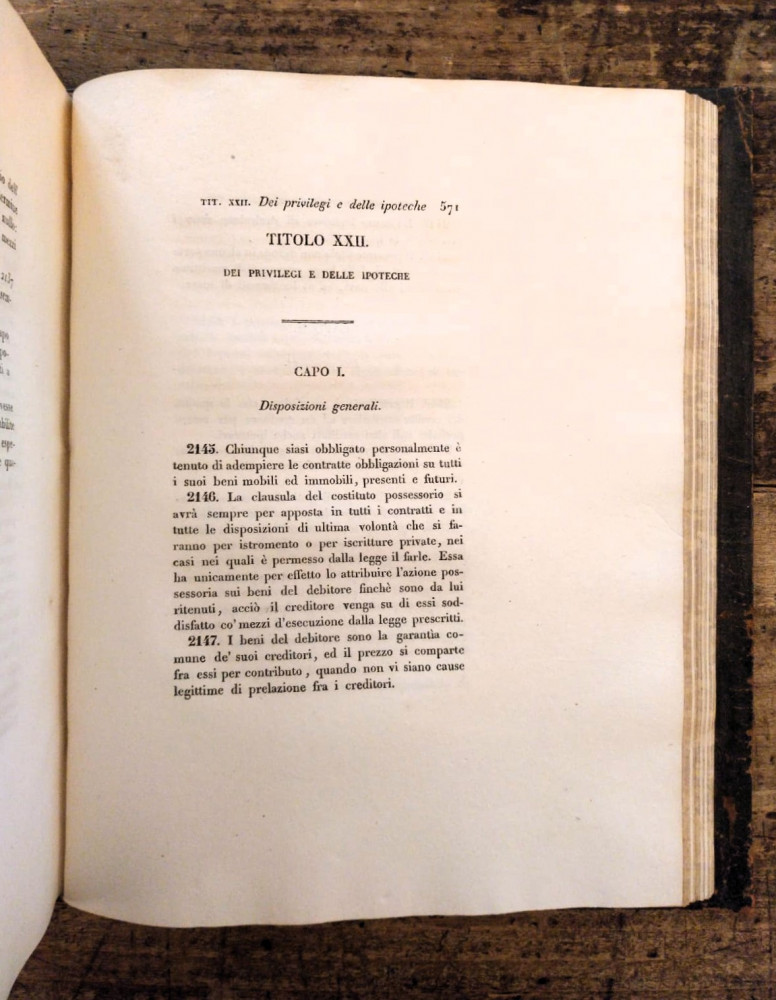 TIT. XXII. Dei privilegi e delle ipoteche 571
TITOLO XXII.
DEI PRIVILEGI E DELLE IPOTECHE
CAPO I.
Disposizioni generali.
2145. Chiunque siasi obbligato personalmente è
tenuto di adempiere le contratte obbligazioni su tutti
i suoi beni mobili ed immobili, presenti e futuri.
2146. La clausula del costituto possessorio si
avrà sempre per apposta in tutti i contratti e in
tutte le disposizioni di ultima volontà che si fa-
ranno per istromento o per iscritture private, nei
casi nei quali è permesso dalla legge il farle. Essa
ha unicamente per effetto lo attribuire l'azione pos-
sessoria sui beni del debitore finchè sono da lui
ritenuti, acciò il creditore venga su di essi sod-
disfatto co' mezzi d'esecuzione dalla legge prescritti.
2147. I beni del debitore sono la garantìa co-
mune de' suoi creditori, ed il prezzo si comparte
fra essi per contributo, quando non vi siano cause
legittime di prelazione fra i creditori.